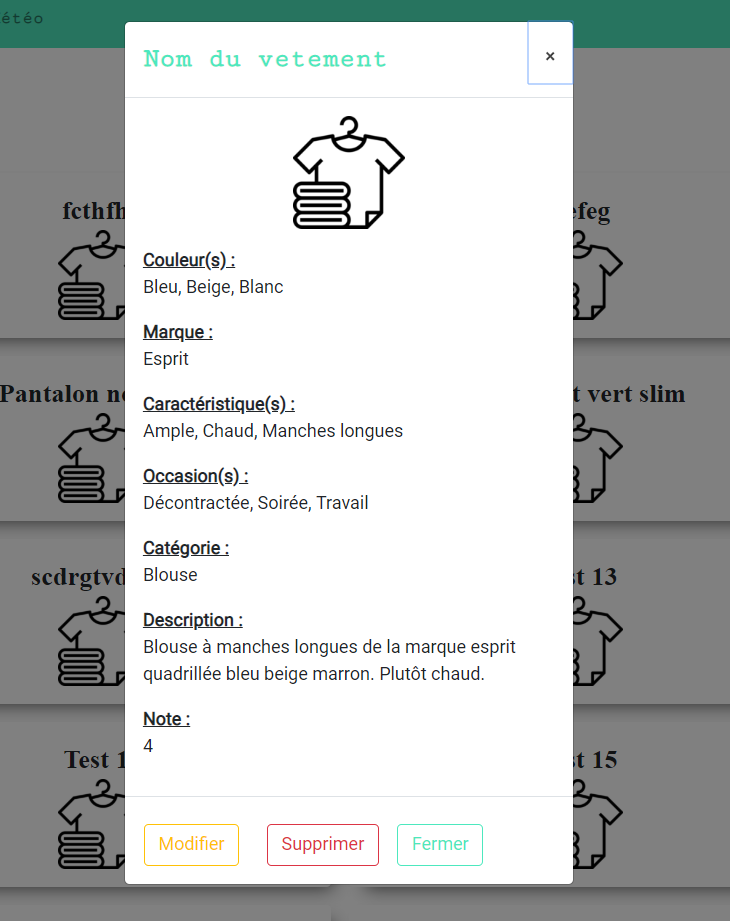 étéo
Nom du vetement
×
Couleur(s) :
Bleu, Beige, Blanc
Marque :
Esprit
Caractéristique(s) :
Ample, Chaud, Manches longues
Occasion(s) :
Décontractée, Soirée, Travail
Catégorie :
Blouse
Description :
Blouse à manches longues de la marque esprit
quadrillée bleu beige marron. Plutôt chaud.
Note :
4
Modifier Supprimer Fermer
fcthfh efeg
Pantalon no t vert slim
scdrgtvd st 13
Test 1 st 15